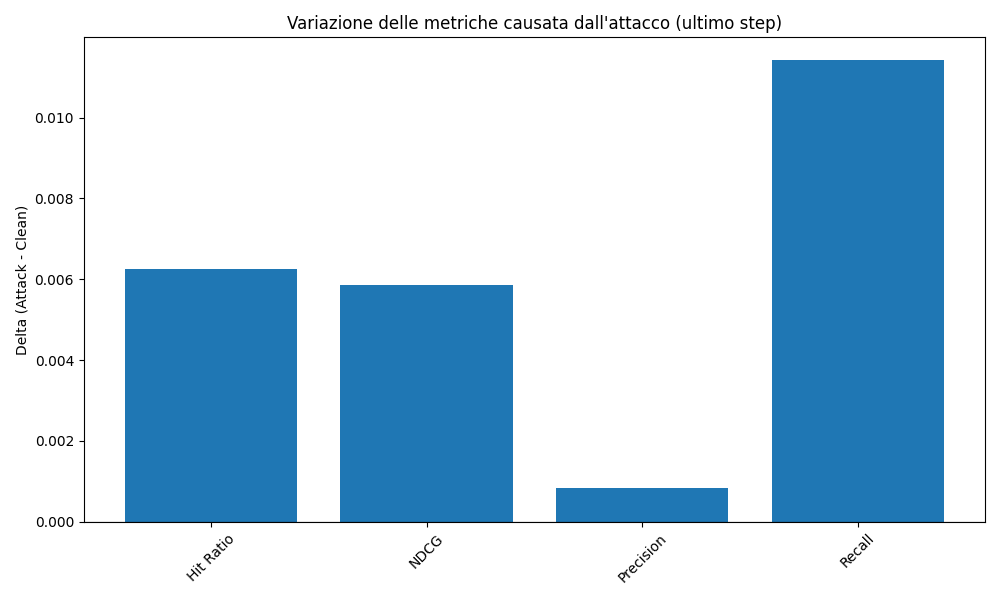 Variazione delle metriche causata dall'attacco (ultimo step)
Delta (Attack - Clean)
0.010
0.008
0.006
0.004
0.002
0.000
Hit Ratio
NDCG
Precision
Recall